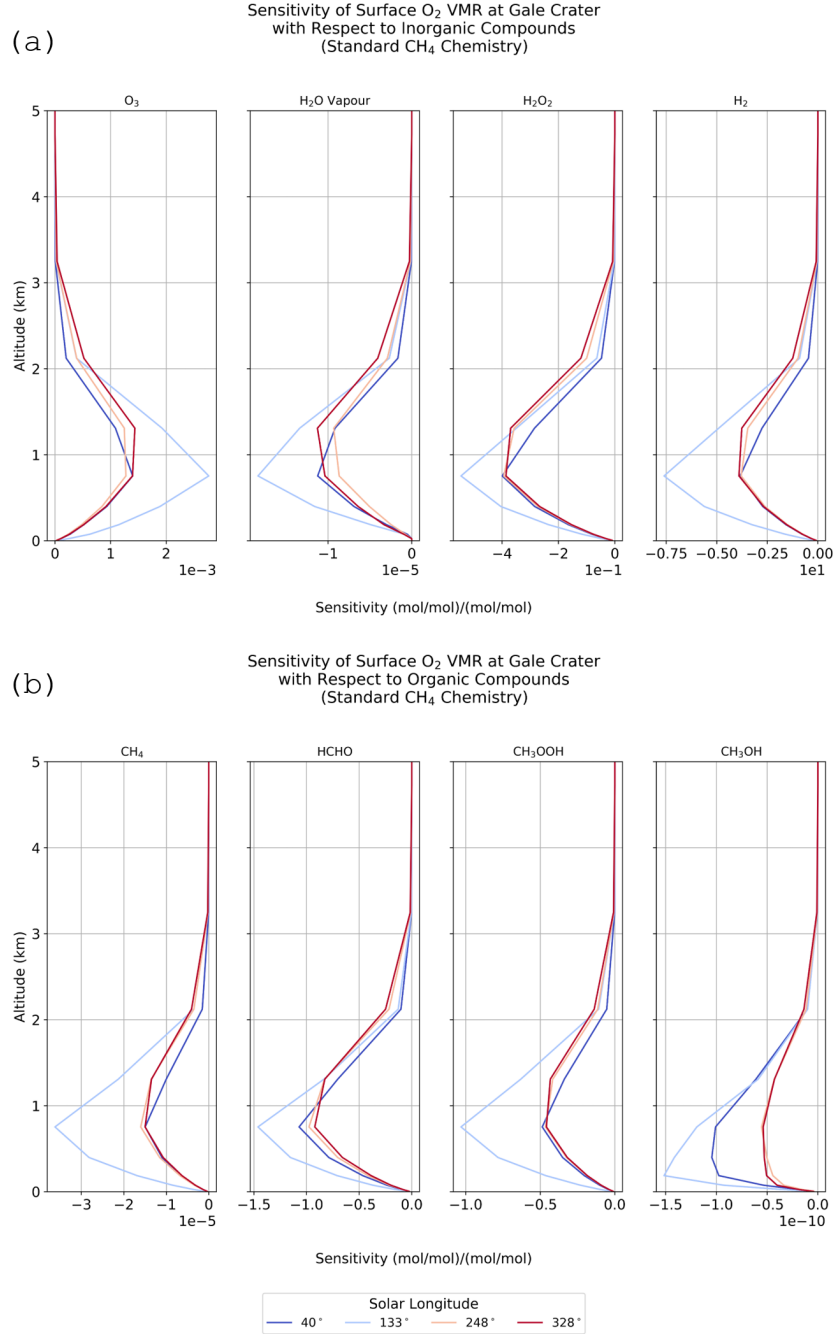 (a)
Sensitivity of Surface O₂ VMR at Gale Crater
with Respect to Inorganic Compounds
(Standard CH₄ Chemistry)
O₃ H₂O Vapour H₂O₂ H₂
5
4
3
2
1
0
Altitude (km)
0 1 2
1e−3
−1 0
1e−5
−4 −2 0
1e−1
−0.75 −0.50 −0.25 0.00
1e1
Sensitivity (mol/mol)/(mol/mol)
(b)
Sensitivity of Surface O₂ VMR at Gale Crater
with Respect to Organic Compounds
(Standard CH₄ Chemistry)
CH₄ HCHO CH₃OOH CH₃OH
5
4
3
2
1
0
Altitude (km)
−3 −2 −1 0
1e−5
−1.5 −1.0 −0.5 0.0
−1.0 −0.5 0.0
−1.5 −1.0 −0.5 0.0
1e−10
Sensitivity (mol/mol)/(mol/mol)
Solar Longitude
40° 133° 248° 328°